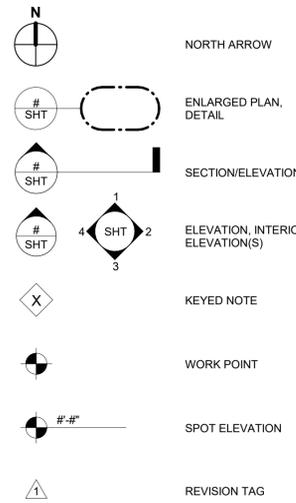 N
NORTH ARROW
#
SHT
ENLARGED PLAN,
DETAIL
#
SHT
SECTION/ELEVATION
#
SHT
1
4 SHT 2
3
ELEVATION, INTERIO
ELEVATION(S)
X
KEYED NOTE
WORK POINT
#'-#"
SPOT ELEVATION
1
REVISION TAG